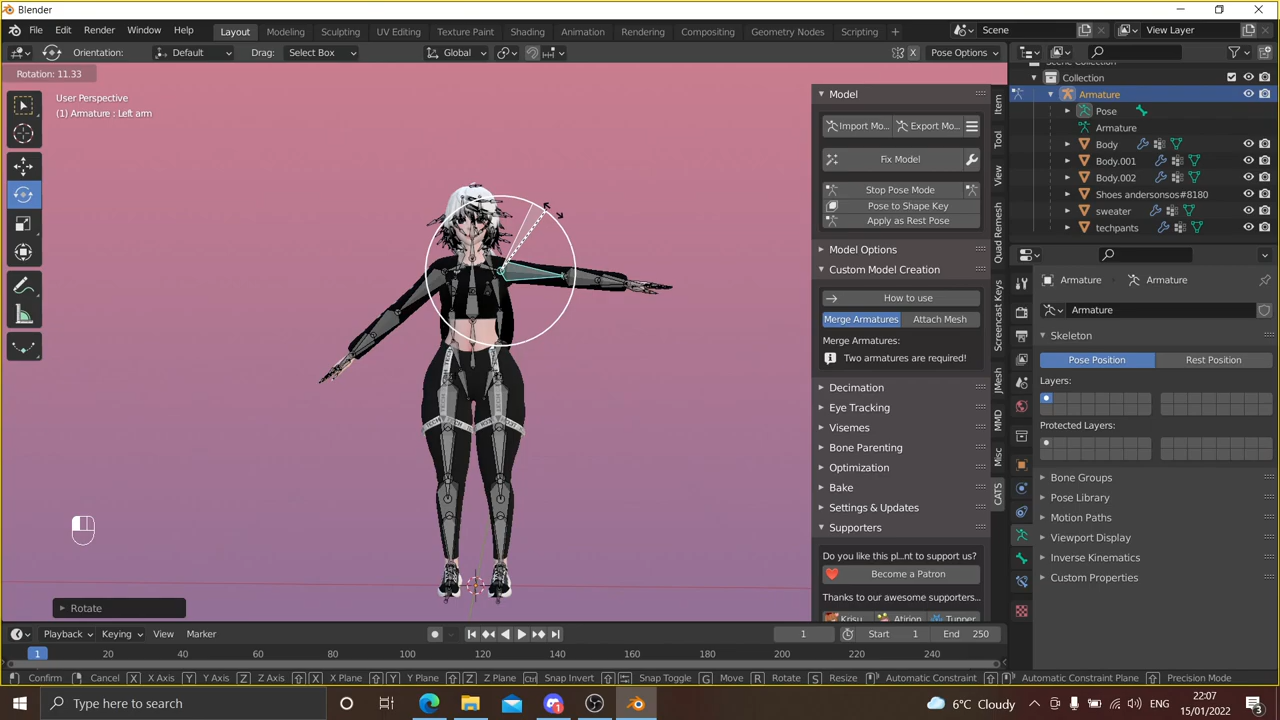 Blender
File Edit Render Window Help Layout Modeling Sculpting UV Editing Texture Paint Shading Animation Rendering Compositing Geometry Nodes Scripting + Scene View Layer
Orientation: Default Drag: Select Box Global X Pose Options
Rotation: 11.33
User Perspective
(1) Armature : Left arm
Model
Import Mo... Export Mo...
Fix Model
Stop Pose Mode
Pose to Shape Key
Apply as Rest Pose
Model Options
Custom Model Creation
How to use
Merge Armatures Attach Mesh
Merge Armatures:
Two armatures are required!
Decimation
Eye Tracking
Visemes
Bone Parenting
Optimization
Bake
Settings & Updates
Supporters
Do you like this pl...nt to support us?
Become a Patron
Thanks to our awesome supporters...
Krisu Atirion Tupper
Item
Tool
View
Quad Remesh
Screencast Keys
JMesh
MMD
Misc
CATS
Scene Collection
Collection
Armature
Pose
Armature
Body
Body.001
Body.002
Shoes andersonsos#8180
sweater
techpants
Armature Armature
Armature
Skeleton
Pose Position Rest Position
Layers:
Protected Layers:
Bone Groups
Pose Library
Motion Paths
Viewport Display
Inverse Kinematics
Custom Properties
Rotate
Playback Keying View Marker 1 Start 1 End 250
1 20 40 60 80 100 120 140 160 180 200 220 240
Confirm Cancel X X Axis Y Y Axis Z Z Axis X X Plane Y Y Plane Z Z Plane Ctrl Snap Invert Snap Toggle G Move R Rotate S Resize Automatic Constraint Automatic Constraint Plane Precision Mode
Type here to search 6°C Cloudy 22:07
15/01/2022 3